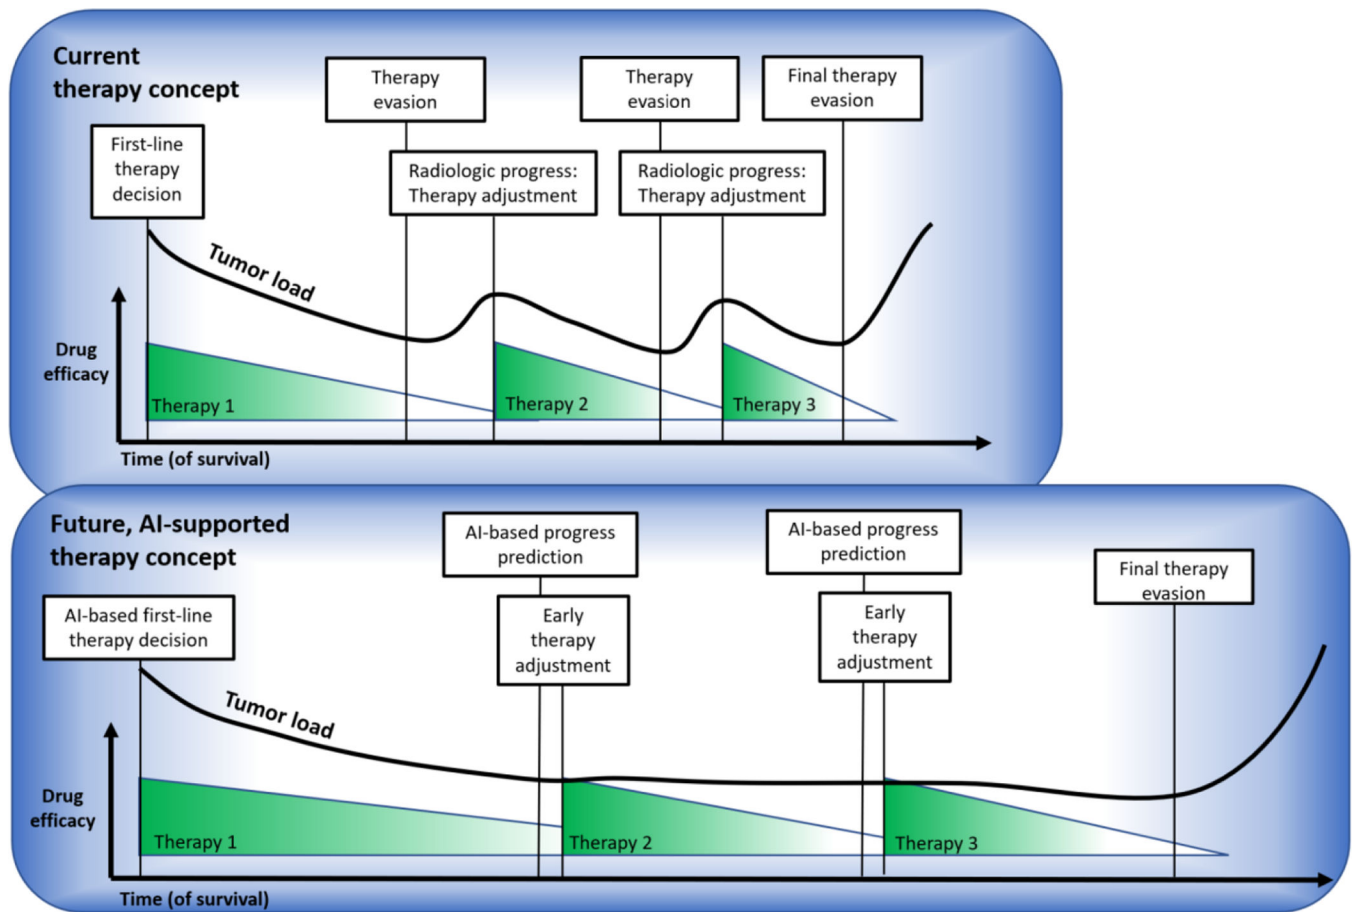 Current
therapy concept
Therapy
evasion
Therapy
evasion
Final therapy
evasion
First-line
therapy
decision
Radiologic progress:
Therapy adjustment
Radiologic progress:
Therapy adjustment
Tumor load
Drug
efficacy
Therapy 1
Therapy 2
Therapy 3
Time (of survival)
Future, AI-supported
therapy concept
AI-based progress
prediction
AI-based progress
prediction
Final therapy
evasion
AI-based first-line
therapy decision
Early
therapy
adjustment
Early
therapy
adjustment
Tumor load
Drug
efficacy
Therapy 1
Therapy 2
Therapy 3
Time (of survival)